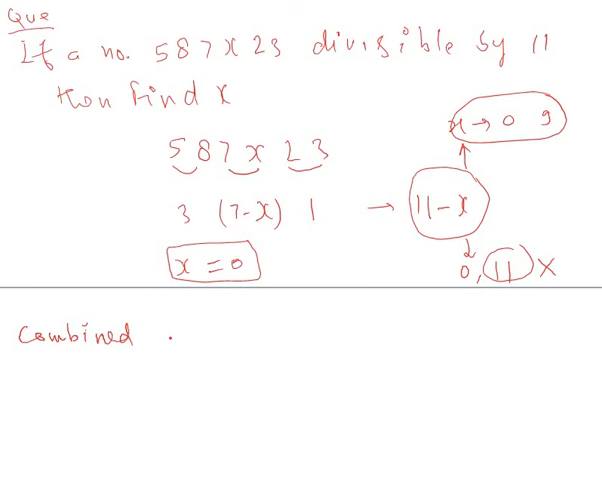 Que
If a no. 587x23 divisible by 11
then find x
587x23
x → 0 9
3 (7-x) 1 → 11-x
x = 0
0, 11 X
Combined .